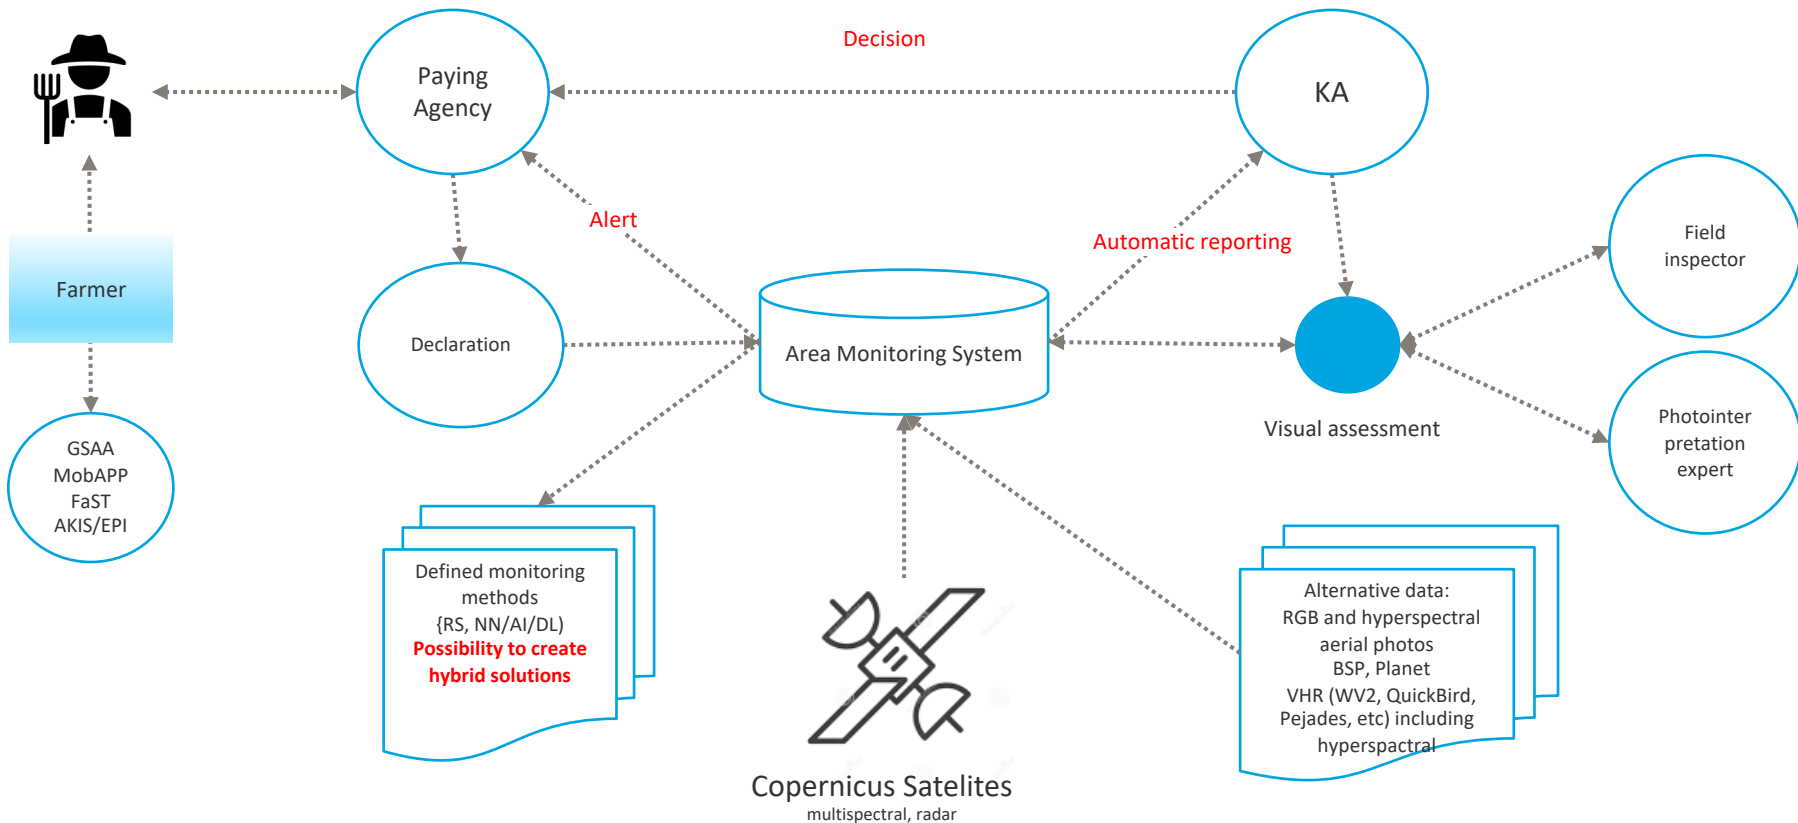 Decision
Paying
Agency
KA
Alert
Automatic reporting
Field
inspector
Farmer
Declaration
Area Monitoring System
Visual assessment
Photointer
pretation
expert
GSAA
MobAPP
FaST
AKIS/EPI
Defined monitoring
methods
{RS, NN/AI/DL)
Possibility to create
hybrid solutions
Alternative data:
RGB and hyperspectral
aerial photos
BSP, Planet
VHR (WV2, QuickBird,
Pejades, etc) including
hyperspactral
Copernicus Satelites
multispectral, radar